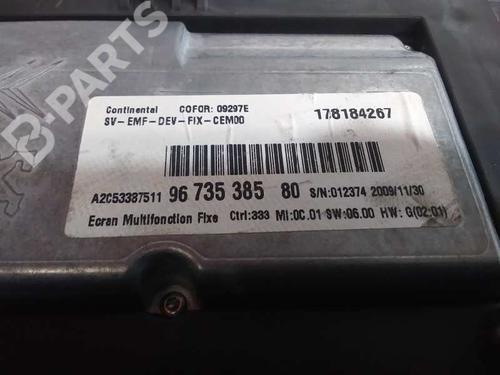 B-PARTS
Continental COFOR: 09297E 178184267
SV-EMF-DEV-FIX-CEM00
A2C53387511 96 735 385 80 S/N:012374 2009/11/30
Ecran Multifonction Fixe Ctrl:333 MI:0C.01 SW:06.00 HW: G(02.01)